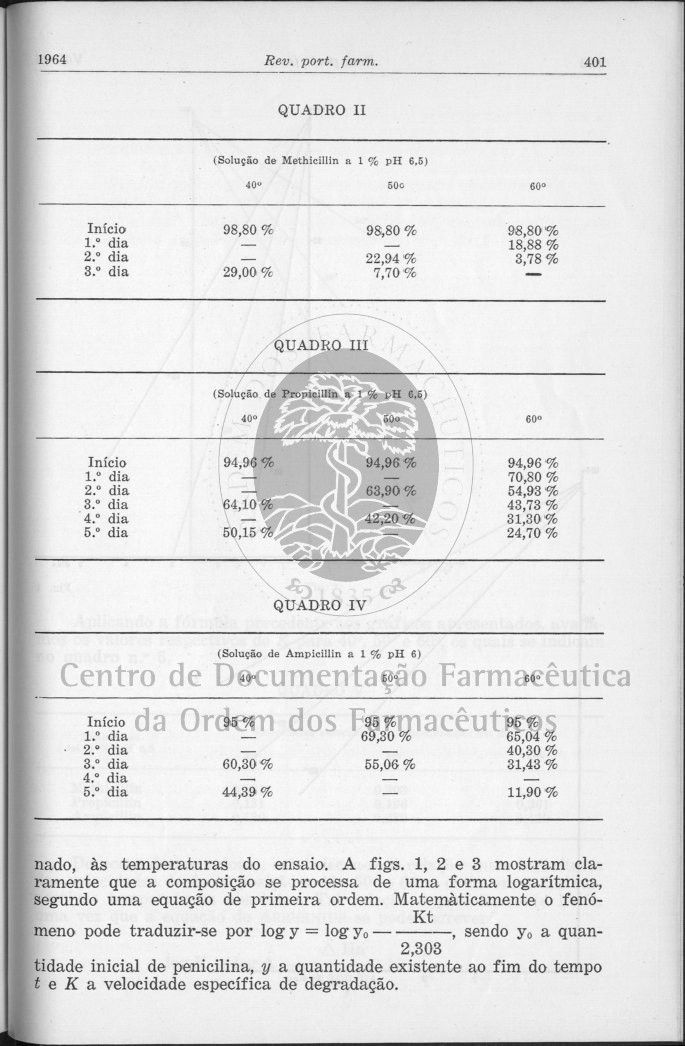 1964 Rev. port. farm. 401
QUADRO II
(Solução de Methicillin a 1 % pH 6,5)
40º 50º 60º
Início 98,80 % 98,80 % 98,80 %
1.º dia — — 18,88 %
2.º dia — 22,94 % 3,78 %
3.º dia 29,00 % 7,70 % —
QUADRO III
(Solução de Propicillin a 1 % pH 6,5)
40º 50º 60º
Início 94,96 % 94,96 % 94,96 %
1.º dia — — 70,80 %
2.º dia — 63,90 % 54,93 %
3.º dia 64,10 % — 43,73 %
4.º dia — 42,20 % 31,30 %
5.º dia 50,15 % — 24,70 %
1835
QUADRO IV
(Solução de Ampicillin a 1 % pH 6)
Centro de Documentação Farmacêutica
40º 50º 60º
da Ordem dos Farmacêuticos
Início 95 % 95 % 95 %
1.º dia — 69,30 % 65,04 %
2.º dia — — 40,30 %
3.º dia 60,30 % 55,06 % 31,43 %
4.º dia — — —
5.º dia 44,39 % — 11,90 %
nado, às temperaturas do ensaio. A figs. 1, 2 e 3 mostram cla-
ramente que a composição se processa de uma forma logarítmica,
segundo uma equação de primeira ordem. Matemàticamente o fenó-
Kt
meno pode traduzir-se por log y = log y₀ — ———, sendo y₀ a quan-
2,303
tidade inicial de penicilina, y a quantidade existente ao fim do tempo
t e K a velocidade específica de degradação.